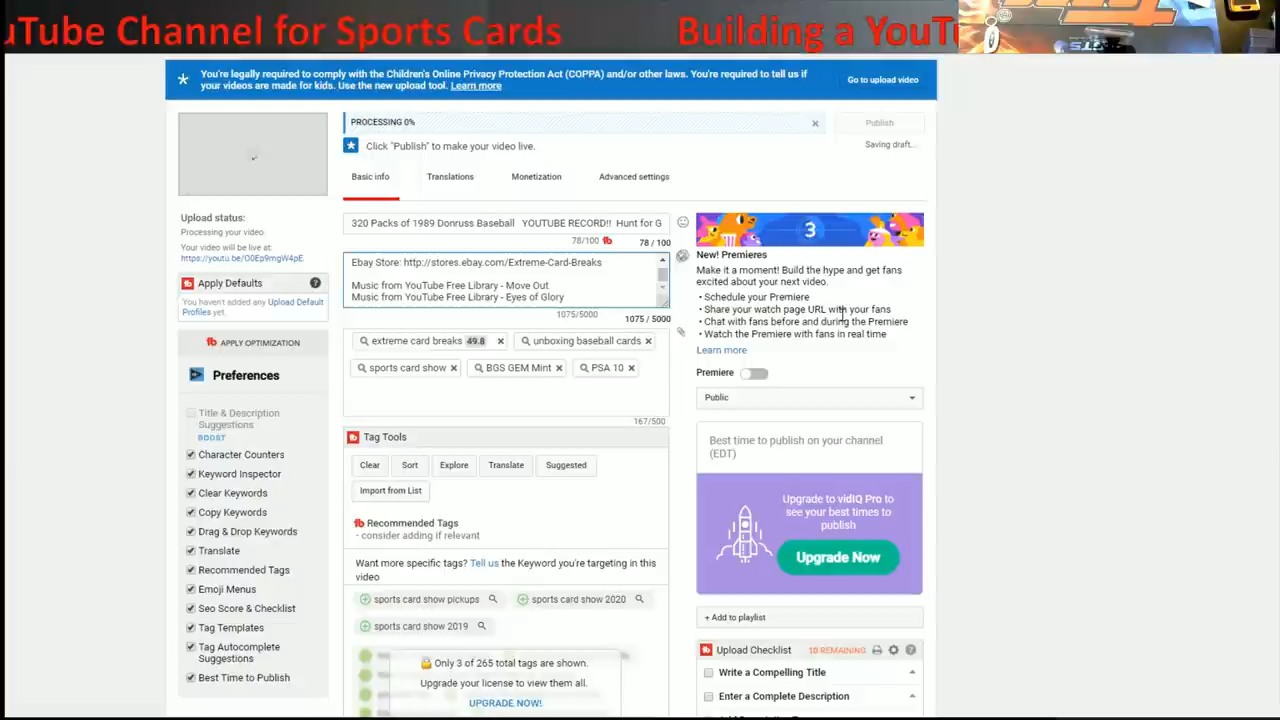 uTube Channel for Sports Cards
Building a YouTu
You're legally required to comply with the Children's Online Privacy Protection Act (COPPA) and/or other laws. You're required to tell us if
your videos are made for kids. Use the new upload tool. Learn more
Go to upload video
PROCESSING 0%
Publish
Click "Publish" to make your video live.
Saving draft...
Basic info
Translations
Monetization
Advanced settings
Upload status:
Processing your video.
Your video will be live at:
https://youtu.be/O0Ep9mgW4pE
320 Packs of 1989 Donruss Baseball YOUTUBE RECORD!! Hunt for G
78/100
78 / 100
Ebay Store: http://stores.ebay.com/Extreme-Card-Breaks
Music from YouTube Free Library - Move Out
Music from YouTube Free Library - Eyes of Glory
1075/5000
1075 / 5000
3
New! Premieres
Make it a moment! Build the hype and get fans
excited about your next video.
• Schedule your Premiere
• Share your watch page URL with your fans
• Chat with fans before and during the Premiere
• Watch the Premiere with fans in real time
Learn more
Apply Defaults
You haven't added any Upload Default
Profiles yet.
APPLY OPTIMIZATION
Preferences
Title & Description
Suggestions
BOOST
Character Counters
Keyword Inspector
Clear Keywords
Copy Keywords
Drag & Drop Keywords
Translate
Recommended Tags
Emoji Menus
Seo Score & Checklist
Tag Templates
Tag Autocomplete
Suggestions
Best Time to Publish
extreme card breaks 49.8
unboxing baseball cards
sports card show
BGS GEM Mint
PSA 10
167/500
Tag Tools
Clear
Sort
Explore
Translate
Suggested
Import from List
Recommended Tags
- consider adding if relevant
Want more specific tags? Tell us the Keyword you're targeting in this
video
sports card show pickups
sports card show 2020
sports card show 2019
Only 3 of 265 total tags are shown.
Upgrade your license to view them all.
UPGRADE NOW!
Premiere
Public
Best time to publish on your channel
(EDT)
Upgrade to vidIQ Pro to
see your best times to
publish
Upgrade Now
+ Add to playlist
Upload Checklist
10 REMAINING
Write a Compelling Title
Enter a Complete Description